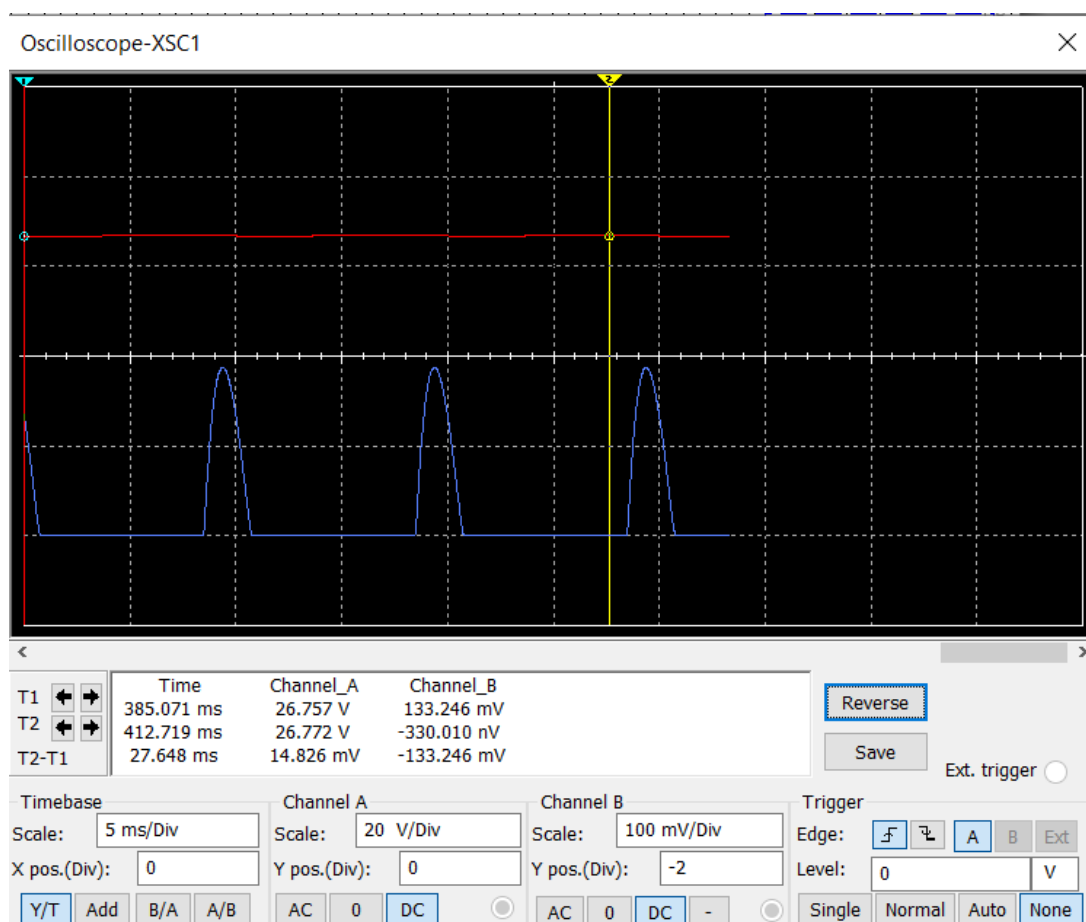 Oscilloscope-XSC1
1 2
Time Channel_A Channel_B
T1 385.071 ms 26.757 V 133.246 mV
T2 412.719 ms 26.772 V -330.010 nV
T2-T1 27.648 ms 14.826 mV -133.246 mV
Reverse
Save
Ext. trigger
Timebase Channel A Channel B Trigger
Scale: 5 ms/Div Scale: 20 V/Div Scale: 100 mV/Div Edge: A B Ext
X pos.(Div): 0 Y pos.(Div): 0 Y pos.(Div): -2 Level: 0 V
Y/T Add B/A A/B AC 0 DC AC 0 DC - Single Normal Auto None